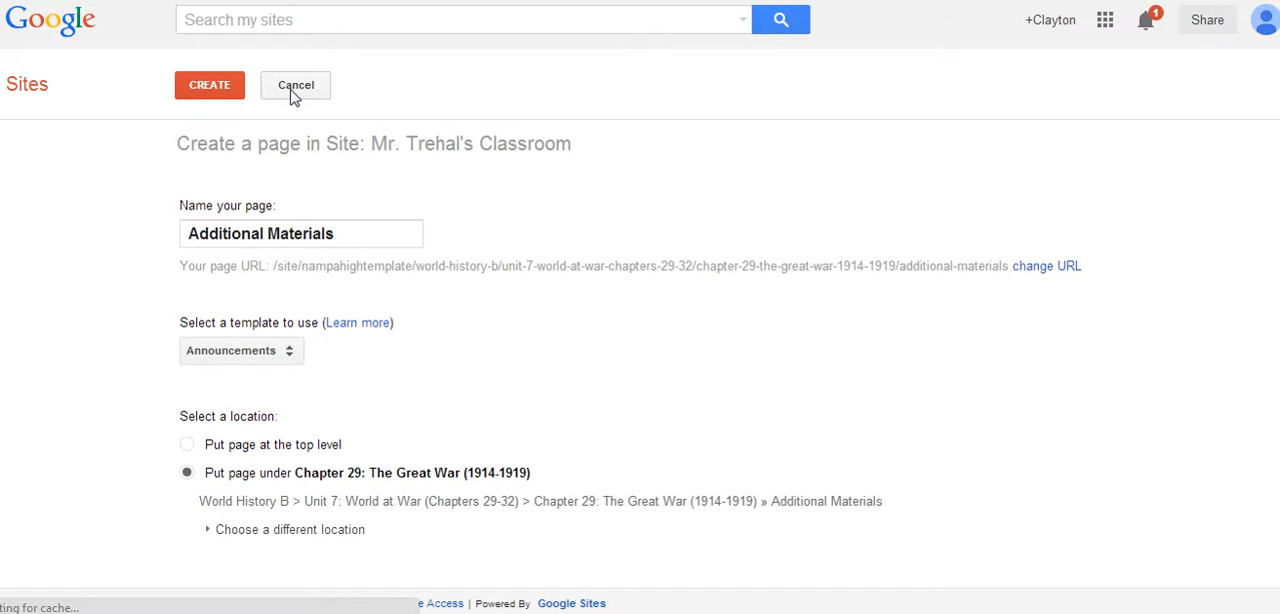 Google
Search my sites
+Clayton
1
Share
Sites
CREATE
Cancel
Create a page in Site: Mr. Trehal's Classroom
Name your page:
Additional Materials
Your page URL: /site/nampahightemplate/world-history-b/unit-7-world-at-war-chapters-29-32/chapter-29-the-great-war-1914-1919/additional-materials change URL
Select a template to use (Learn more)
Announcements
Select a location:
Put page at the top level
Put page under Chapter 29: The Great War (1914-1919)
World History B > Unit 7: World at War (Chapters 29-32) > Chapter 29: The Great War (1914-1919) » Additional Materials
Choose a different location
ting for cache...
e Access | Powered By Google Sites